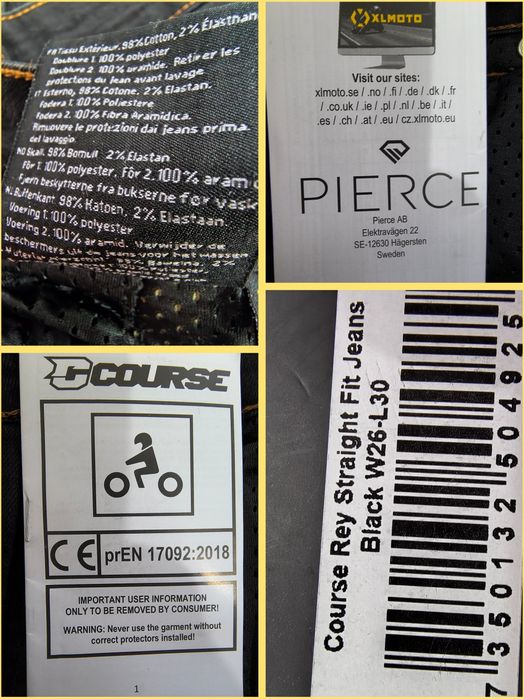 FR Tissu Extérieur. 98% Cotton, 2% Élasthan
Doublure 1. 100% polyester
Doublure 2. 100% aramide. Retirer les
protections du jean avant lavage
IT Esterno. 98% Cotone. 2% Elastan.
Fodera 1. 100% Poliestere
Fodera 2. 100% Fibra Aramidica.
Rimuovere le protezioni dai jeans prima
del lavaggio
NO Skall. 98% Bomull 2% Elastan
Fôr 1. 100% polyester. Fôr 2. 100% aramid
Fjern beskytterne fra buksene før vask
NL Buitenkant. 98% Katoen, 2% Elastaan.
Voering 1. 100% polyester
Voering 2. 100% aramid. Verwijder de
beschermers uit de jeans voor het wassen
XLMOTO
Visit our sites:
xlmoto.se / .no / .fi / .de / .dk / .fr
/ .co.uk / .ie / .pl / .nl / .be / .it /
.es / .ch / .at / .eu / cz.xlmoto.eu
PIERCE
Pierce AB
Elektravägen 22
SE-12630 Hägersten
Sweden
COURSE
CE prEN 17092:2018
IMPORTANT USER INFORMATION
ONLY TO BE REMOVED BY CONSUMER!
WARNING: Never use the garment without
correct protectors installed!
1
Course Rey Straight Fit Jeans
Black W26-L30
7350132504925